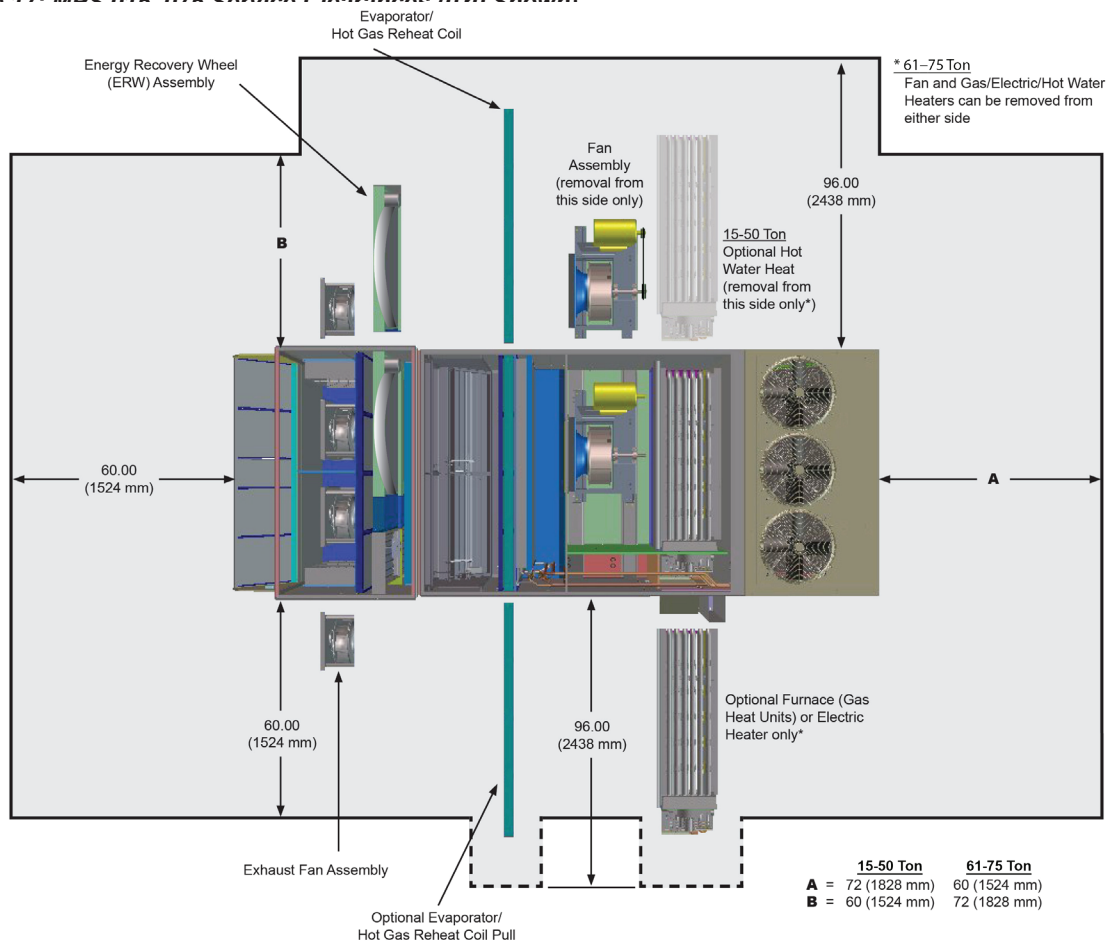 Evaporator/
Hot Gas Reheat Coil
Energy Recovery Wheel
(ERW) Assembly
* 61–75 Ton
Fan and Gas/Electric/Hot Water
Heaters can be removed from
either side
Fan
Assembly
(removal from
this side only)
96.00
(2438 mm)
B
15-50 Ton
Optional Hot
Water Heat
(removal from
this side only*)
60.00
(1524 mm)
A
Optional Furnace (Gas
Heat Units) or Electric
Heater only*
60.00
(1524 mm)
96.00
(2438 mm)
Exhaust Fan Assembly
15-50 Ton 61-75 Ton
A = 72 (1828 mm) 60 (1524 mm)
B = 60 (1524 mm) 72 (1828 mm)
Optional Evaporator/
Hot Gas Reheat Coil Pull